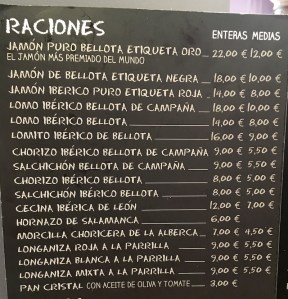 RACIONES ENTERAS MEDIAS
JAMÓN PURO BELLOTA ETIQUETA ORO 22,00 € 12,00 €
EL JAMÓN MÁS PREMIADO DEL MUNDO
JAMÓN DE BELLOTA ETIQUETA NEGRA 18,00 € 10,00 €
JAMÓN IBÉRICO PURO ETIQUETA ROJA 14,00 € 8,00 €
LOMO IBÉRICO BELLOTA DE CAMPAÑA 18,00 € 10,00 €
LOMO IBÉRICO BELLOTA 14,00 € 8,00 €
LOMITO IBÉRICO DE BELLOTA 16,00 € 9,00 €
CHORIZO IBÉRICO BELLOTA DE CAMPAÑA 9,00 € 5,50 €
SALCHICHÓN BELLOTA DE CAMPAÑA 9,00 € 5,50 €
CHORIZO IBÉRICO BELLOTA 8,00 € 5,00 €
SALCHICHÓN IBÉRICO BELLOTA 8,00 € 5,00 €
CECINA IBÉRICA DE LEÓN 12,00 € 7,00 €
HORNAZO DE SALAMANCA 6,00 €
MORCILLA CHORICERA DE LA ALBERCA 7,00 € 4,50 €
LONGANIZA ROJA A LA PARRILLA 9,00 € 5,50 €
LONGANIZA BLANCA A LA PARRILLA 9,00 € 5,50 €
LONGANIZA MIXTA A LA PARRILLA 9,00 € 5,50 €
PAN CRISTAL CON ACEITE DE OLIVA Y TOMATE 3,00 €